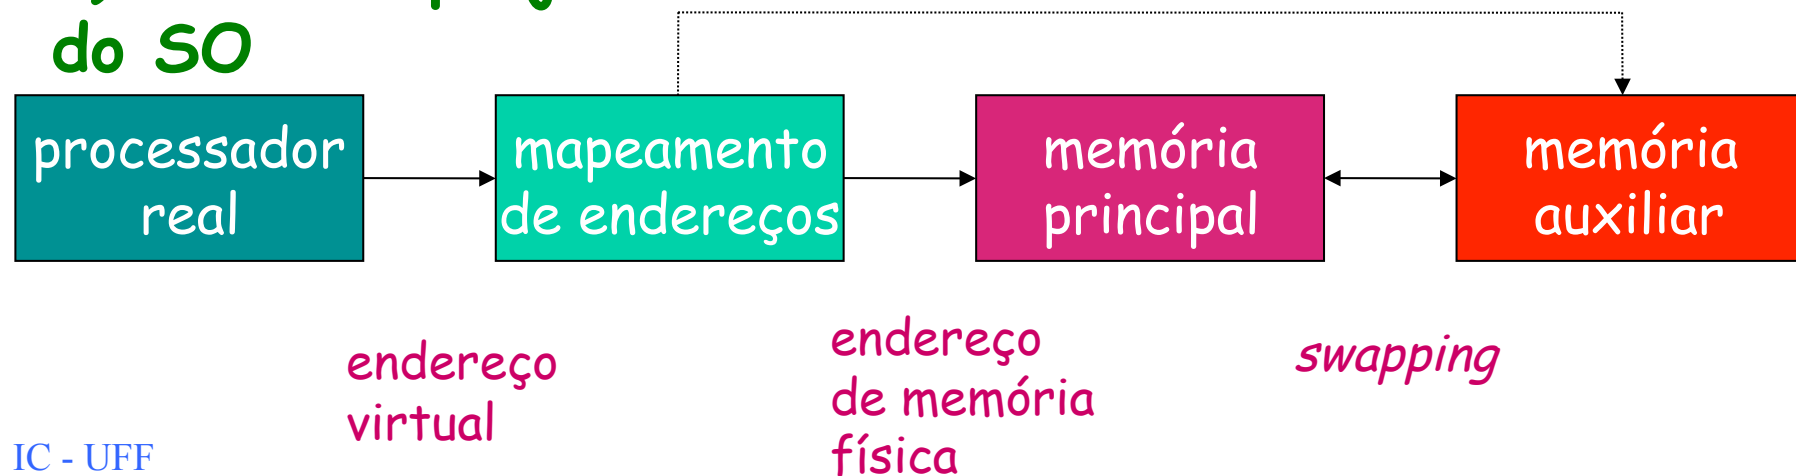 do SO
processador
real
mapeamento
de endereços
memória
principal
memória
auxiliar
endereço
virtual
endereço
de memória
física
swapping
IC - UFF